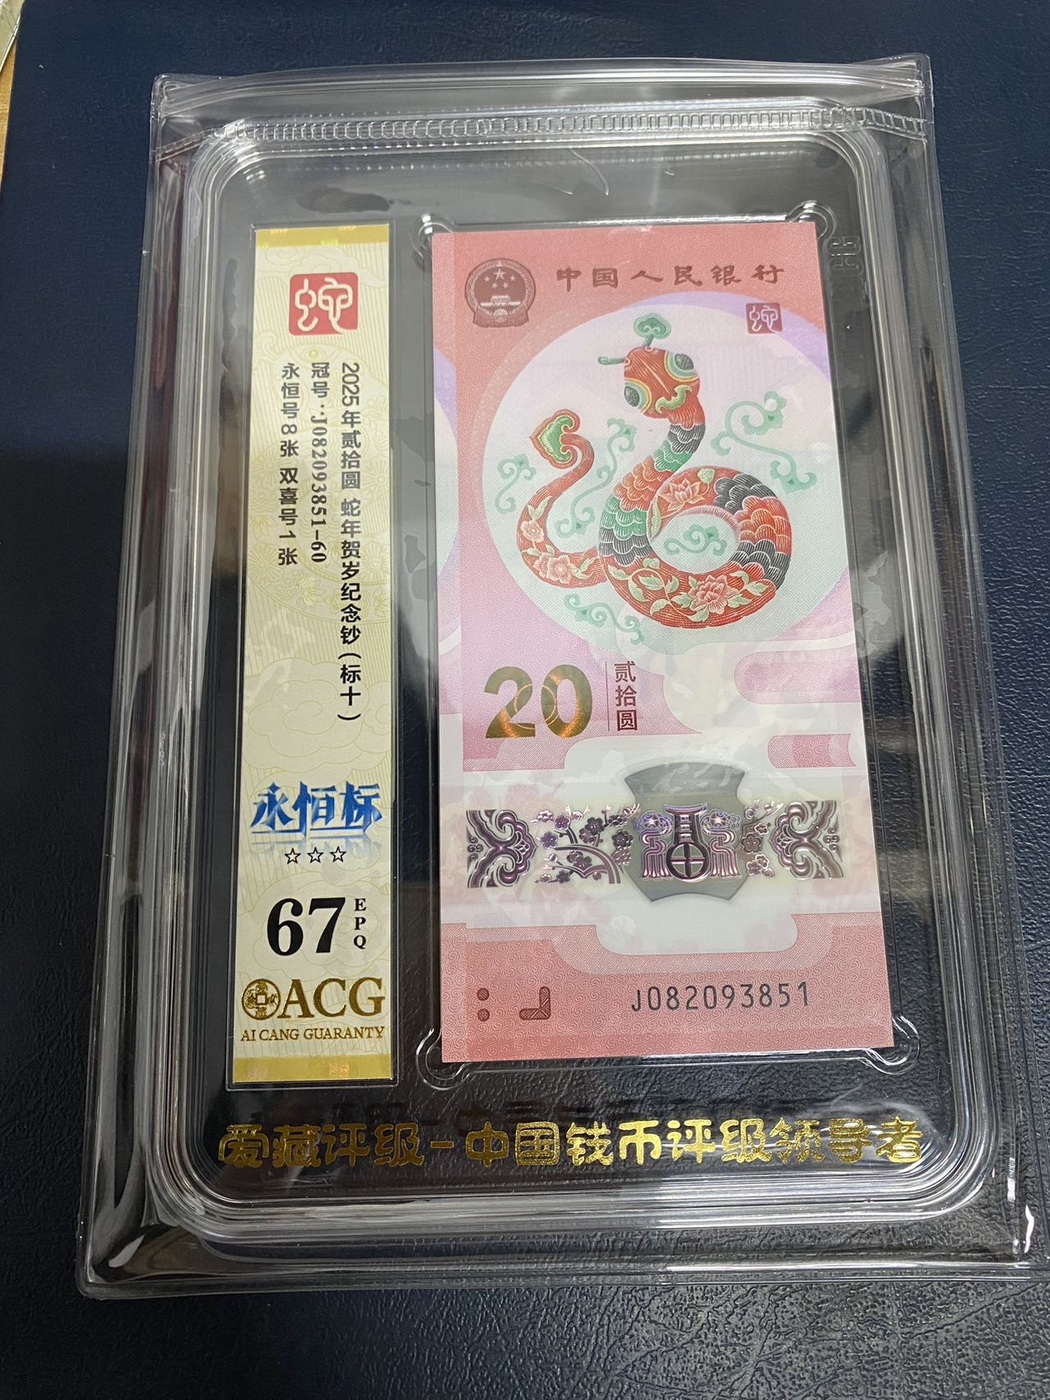 蛇
2025年贰拾圆 蛇年贺岁纪念钞(标十)
冠号:J082093851-60
永恒号8张 双喜号1张
永恒标
☆☆☆
67 EPQ
ACG
AI CANG GUARANTY
中国人民银行
蛇
20 贰拾圆
J082093851
爱藏评级-中国钱币评级领导者